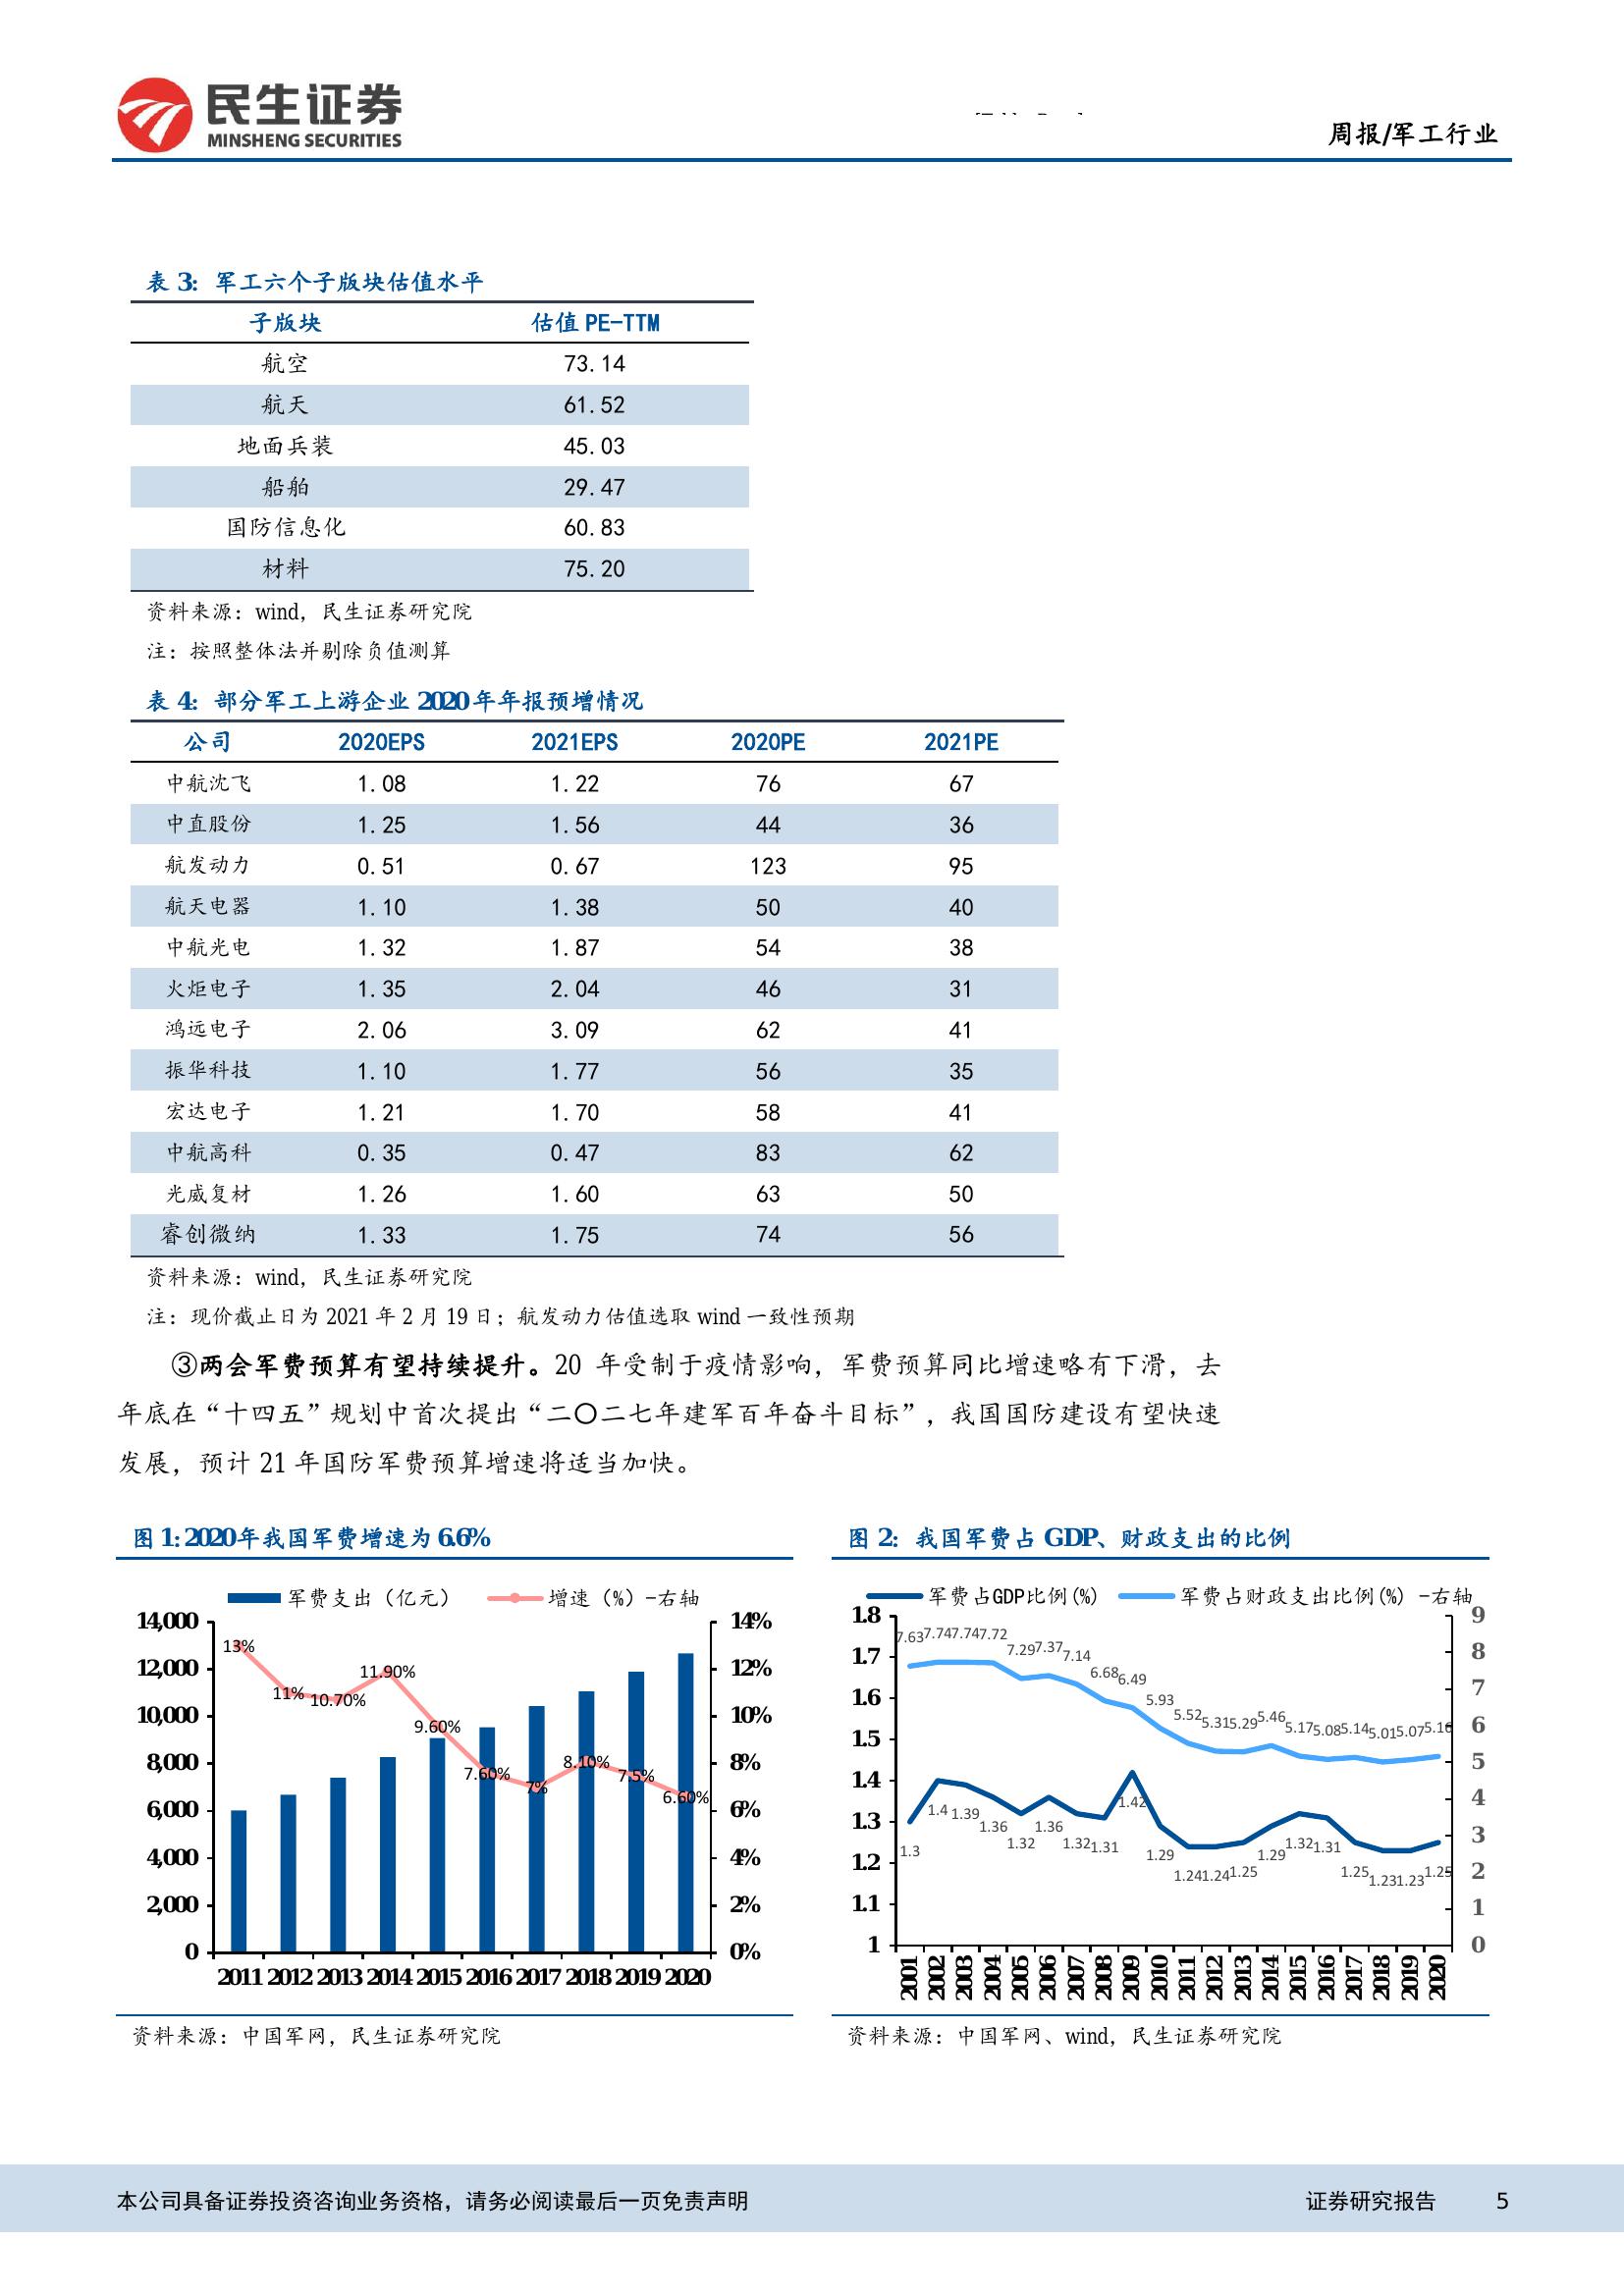 民生证券
MINSHENG SECURITIES
周报/军工行业
表 3: 军工六个子版块估值水平
子版块 估值 PE-TTM
航空 73.14
航天 61.52
地面兵装 45.03
船舶 29.47
国防信息化 60.83
材料 75.20
资料来源：wind，民生证券研究院
注：按照整体法并剔除负值测算
表 4: 部分军工上游企业 2020 年年报预增情况
公司 2020EPS 2021EPS 2020PE 2021PE
中航沈飞 1.08 1.22 76 67
中直股份 1.25 1.56 44 36
航发动力 0.51 0.67 123 95
航天电器 1.10 1.38 50 40
中航光电 1.32 1.87 54 38
火炬电子 1.35 2.04 46 31
鸿远电子 2.06 3.09 62 41
振华科技 1.10 1.77 56 35
宏达电子 1.21 1.70 58 41
中航高科 0.35 0.47 83 62
光威复材 1.26 1.60 63 50
睿创微纳 1.33 1.75 74 56
资料来源：wind，民生证券研究院
注：现价截止日为 2021 年 2 月 19 日；航发动力估值选取 wind 一致性预期
③两会军费预算有望持续提升。20 年受制于疫情影响，军费预算同比增速略有下滑，去
年底在“十四五”规划中首次提出“二〇二七年建军百年奋斗目标”，我国国防建设有望快速
发展，预计 21 年国防军费预算增速将适当加快。
图 1: 2020 年我国军费增速为 6.6%
军费支出（亿元） 增速（%）-右轴
14,000
12,000
10,000
8,000
6,000
4,000
2,000
0
13% 11% 10.70% 11.90% 9.60% 7.60% 7% 8.10% 7.5% 6.60%
14%
12%
10%
8%
6%
4%
2%
0%
2011 2012 2013 2014 2015 2016 2017 2018 2019 2020
资料来源：中国军网，民生证券研究院
图 2: 我国军费占 GDP、财政支出的比例
军费占GDP比例(%) 军费占财政支出比例(%) -右轴
1.8
1.7
1.6
1.5
1.4
1.3
1.2
1.1
1
7.63 7.74 7.74 7.72 7.29 7.37 7.14 6.68 6.49 5.93 5.52 5.31 5.29 5.46 5.17 5.08 5.14 5.01 5.07 5.16
1.3 1.4 1.39 1.36 1.32 1.36 1.32 1.31 1.42 1.29 1.24 1.24 1.25 1.29 1.32 1.31 1.25 1.23 1.23 1.25
9
8
7
6
5
4
3
2
1
0
2001 2002 2003 2004 2005 2006 2007 2008 2009 2010 2011 2012 2013 2014 2015 2016 2017 2018 2019 2020
资料来源：中国军网、wind，民生证券研究院
本公司具备证券投资咨询业务资格，请务必阅读最后一页免责声明 证券研究报告 5